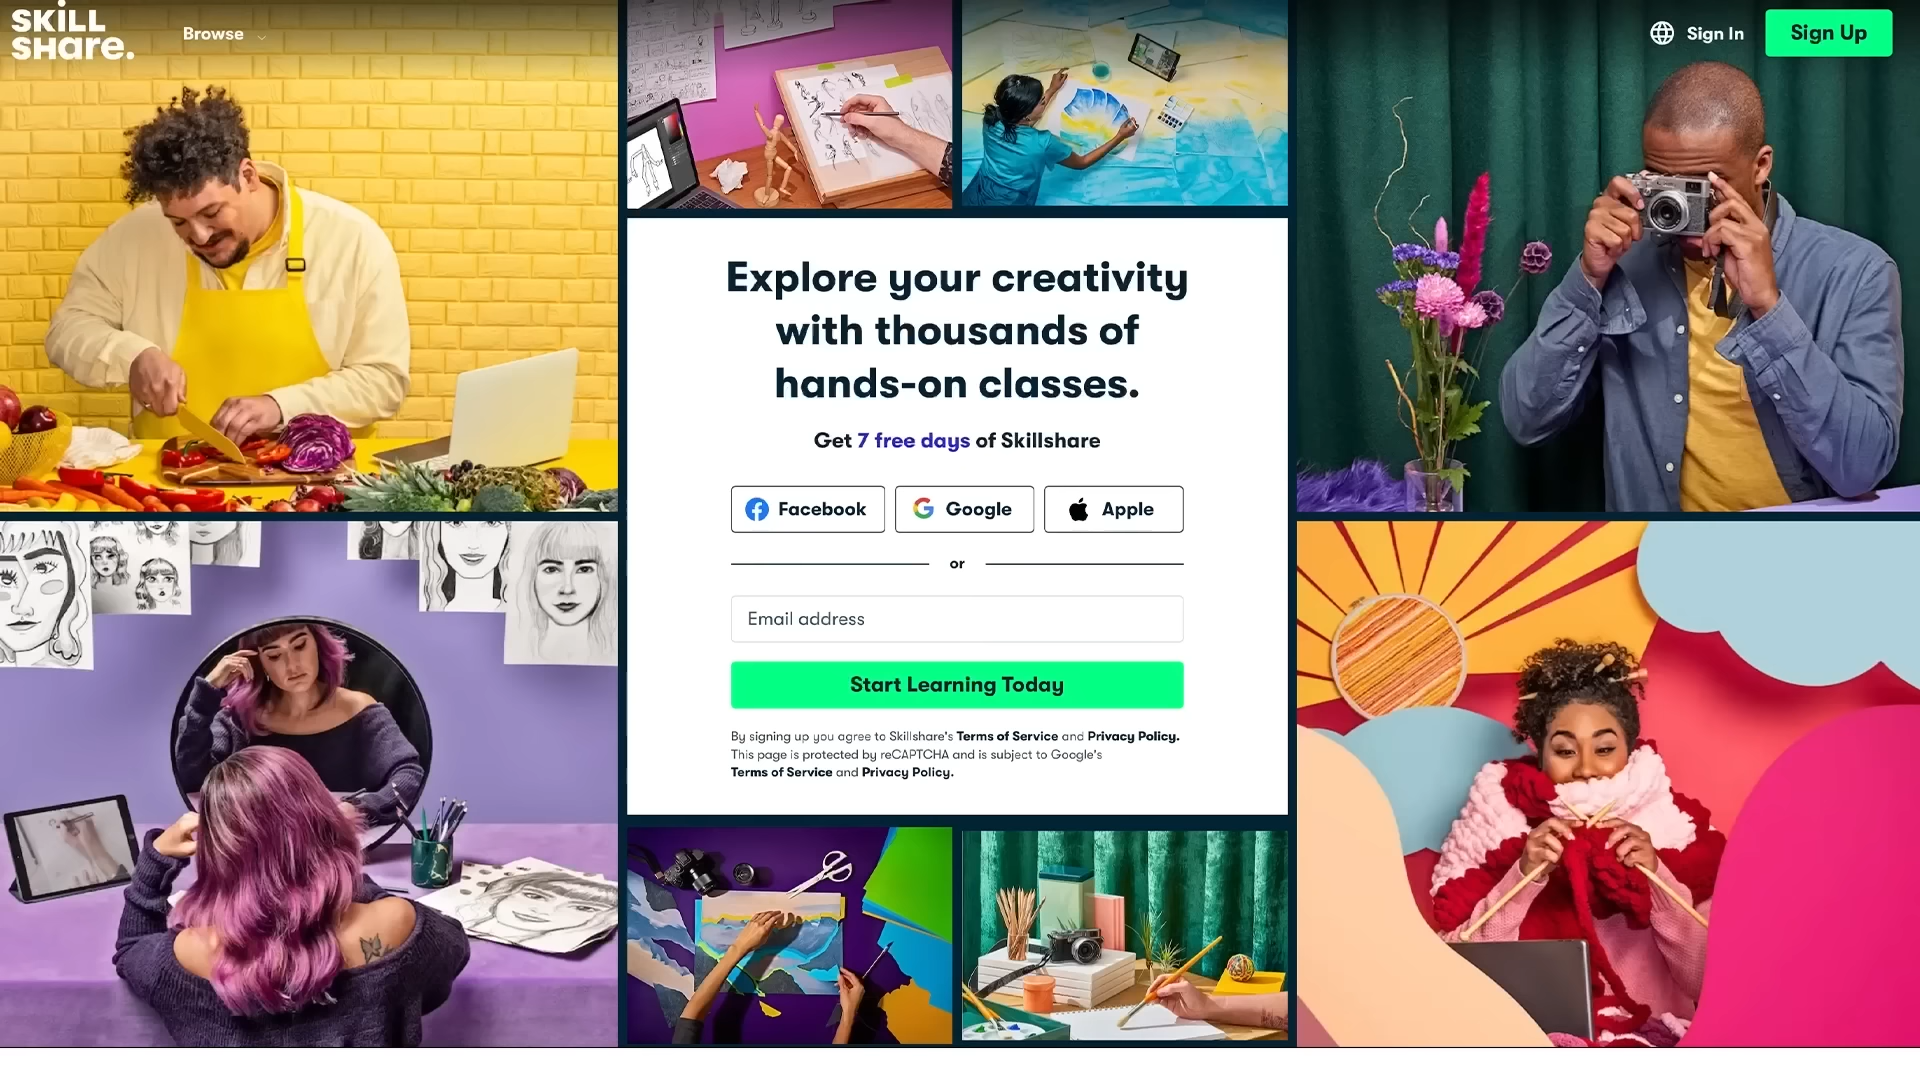 SKiLL
SHare.
Browse
Sign In
Sign Up
Explore your creativity
with thousands of
hands-on classes.
Get 7 free days of Skillshare
Facebook
Google
Apple
or
Email address
Start Learning Today
By signing up you agree to Skillshare's Terms of Service and Privacy Policy.
This page is protected by reCAPTCHA and is subject to Google's
Terms of Service and Privacy Policy.